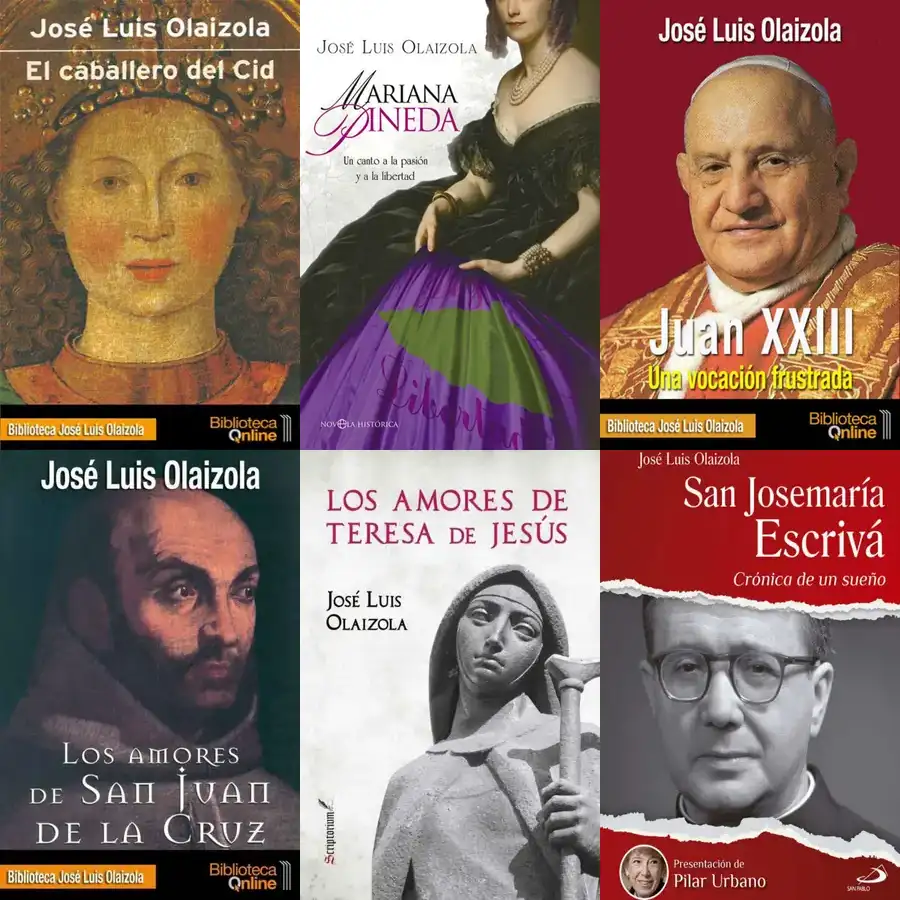 José Luis Olaizola
El caballero del Cid
Biblioteca José Luis Olaizola
Biblioteca
Online
JOSÉ LUIS OLAIZOLA
MARIANA
PINEDA
Un canto a la pasión
y a la libertad
NOVELA HISTÓRICA
José Luis Olaizola
Juan XXIII
Una vocación frustrada
Biblioteca José Luis Olaizola
Biblioteca
Online
José Luis Olaizola
LOS AMORES
DE SAN JUAN
DE LA CRUZ
Biblioteca José Luis Olaizola
Biblioteca
Online
LOS AMORES DE
TERESA DE JESÚS
JOSÉ LUIS
OLAIZOLA
Scriptorium
José Luis Olaizola
San Josemaría
Escrivá
Crónica de un sueño
Presentación de
Pilar Urbano
SAN PABLO